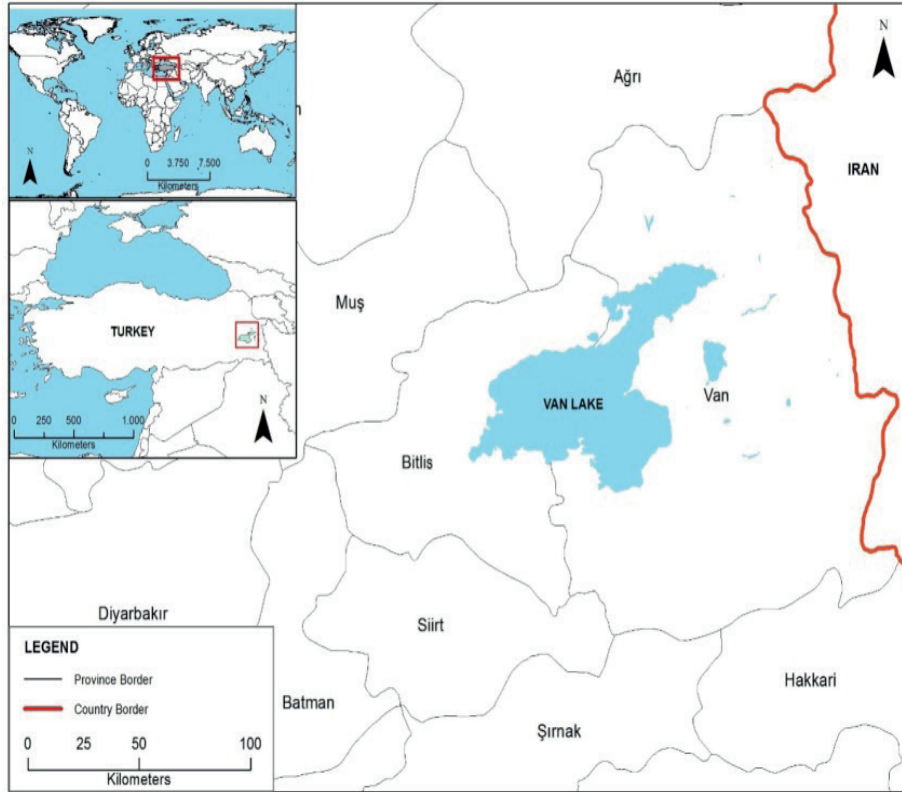 N
0 3.750 7.500
Kilometers
TURKEY
N
0 250 500 1.000
Kilometers
N
Ağrı
IRAN
Muş
VAN LAKE
Van
Bitlis
Diyarbakır
Siirt
Batman
Şırnak
Hakkari
LEGEND
Province Border
Country Border
0 25 50 100
Kilometers